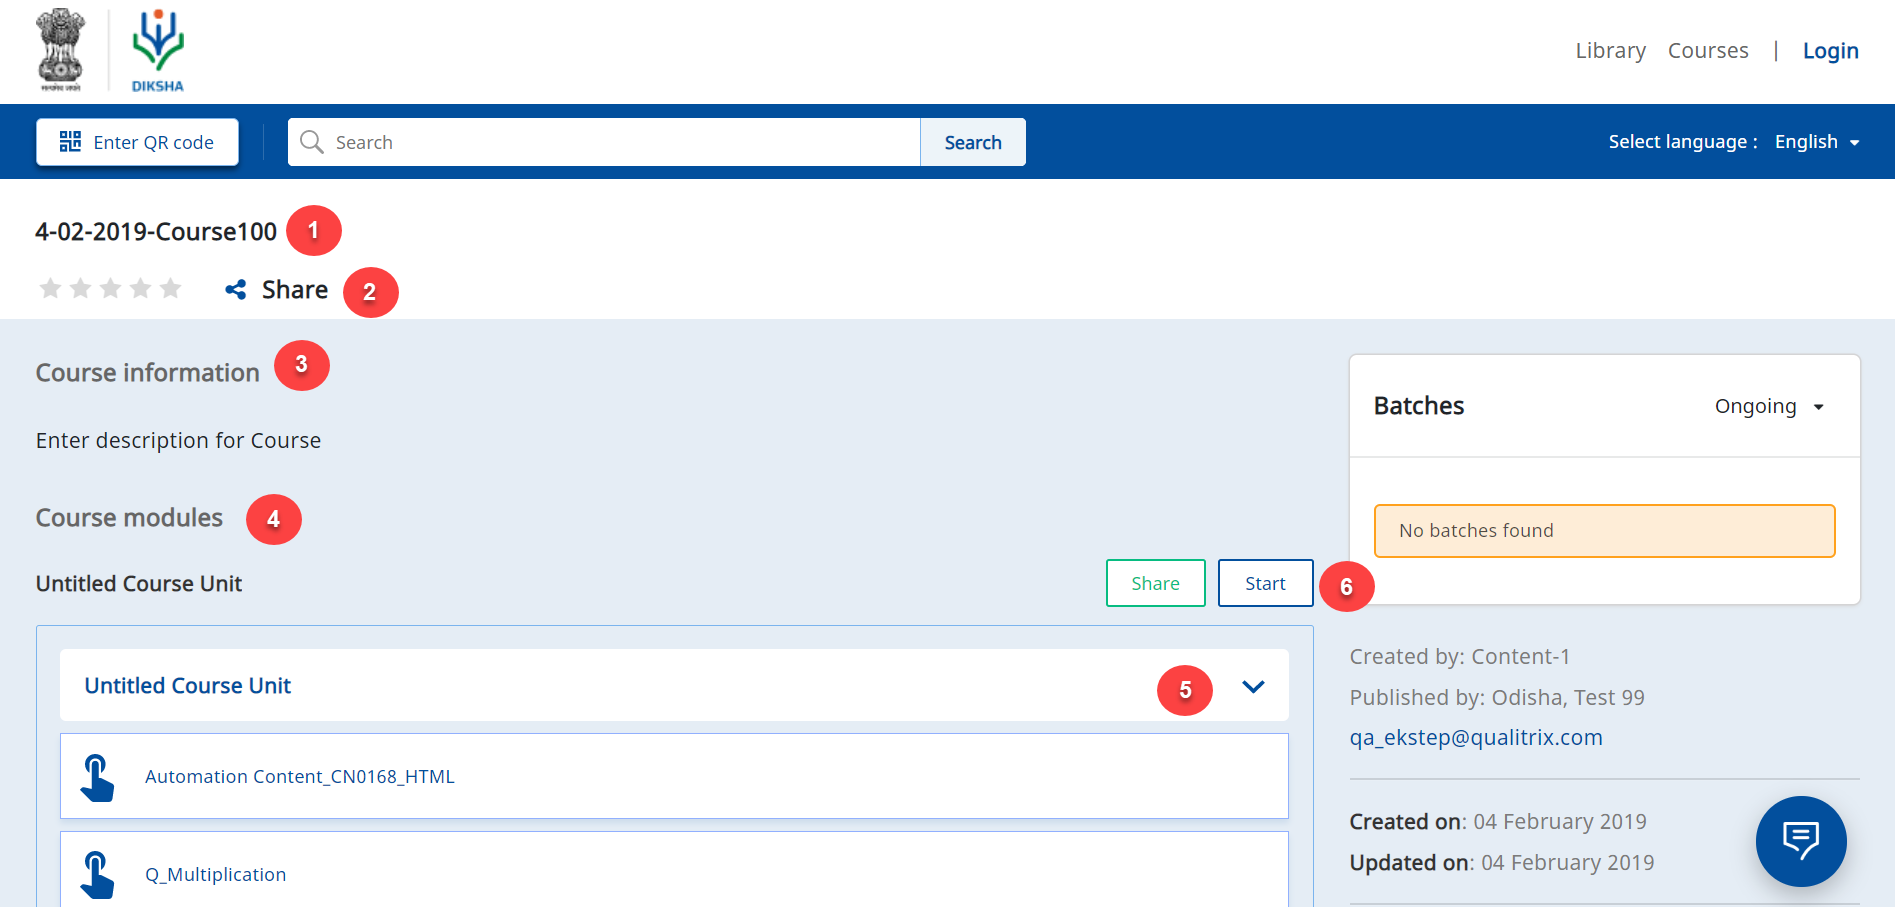 DIKSHA
Library Courses | Login
Enter QR code
Search
Search
Select language : English
4-02-2019-Course100 1
Share 2
Course information 3
Enter description for Course
Course modules 4
Untitled Course Unit
Share
Start
6
Untitled Course Unit
5
Automation Content_CN0168_HTML
Q_Multiplication
Batches
Ongoing
No batches found
Created by: Content-1
Published by: Odisha, Test 99
qa_ekstep@qualitrix.com
Created on: 04 February 2019
Updated on: 04 February 2019